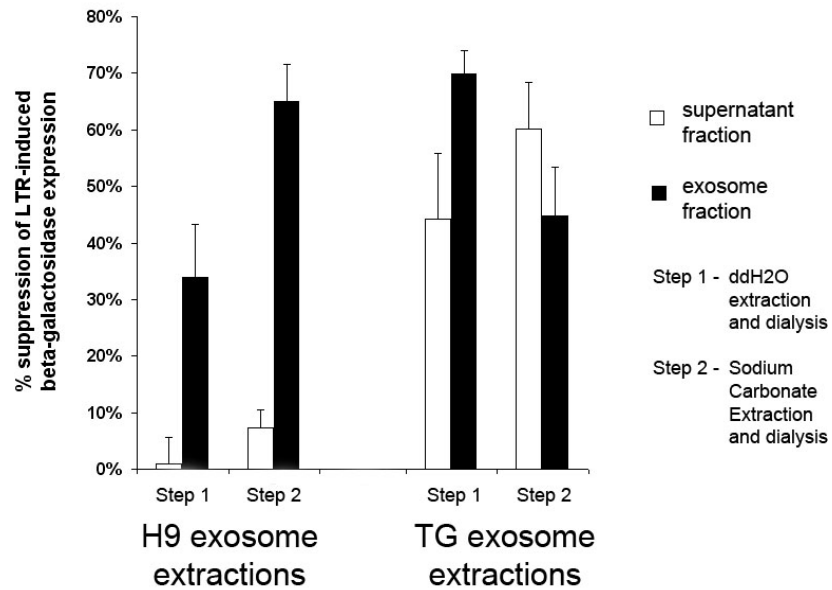 % suppression of LTR-induced
beta-galactosidase expression
80%
70%
60%
50%
40%
30%
20%
10%
0%
Step 1
Step 2
Step 1
Step 2
H9 exosome
extractions
TG exosome
extractions
supernatant
fraction
exosome
fraction
Step 1 - ddH2O
extraction
and dialysis
Step 2 - Sodium
Carbonate
Extraction
and dialysis